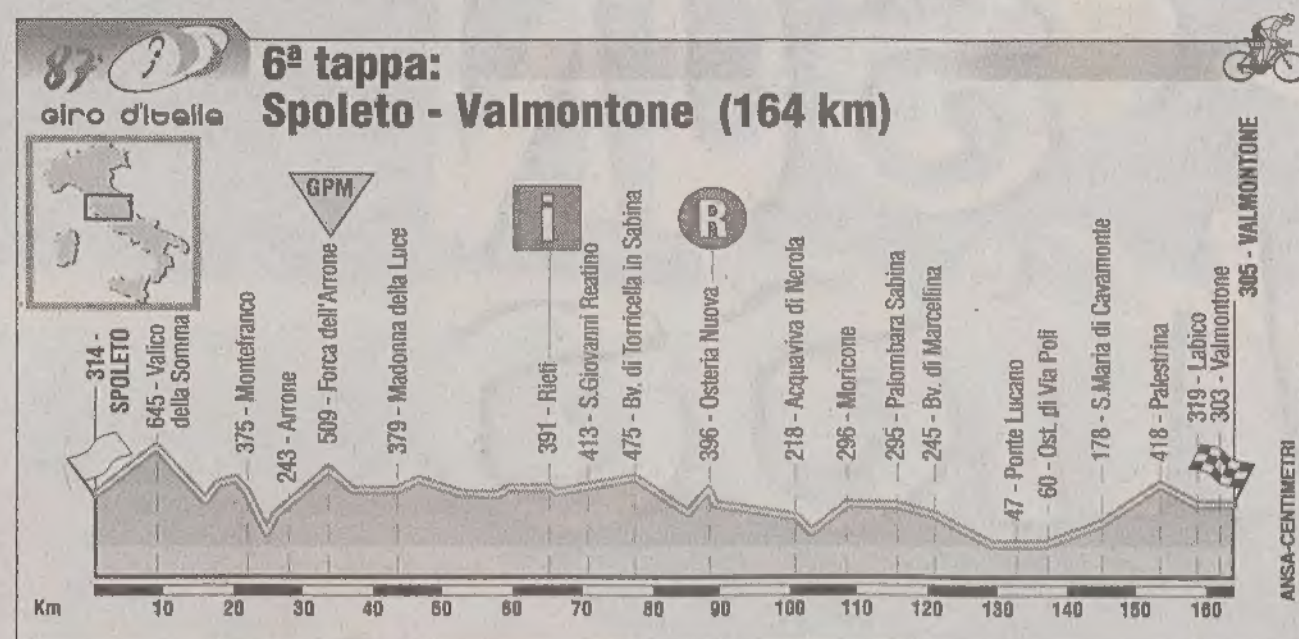 87°
giro d'italia
6ª tappa:
Spoleto - Valmontone (164 km)
GPM
i
R
314 -
SPOLETO
645 - Valico
della Somma
375 - Montefranco
243 - Arrone
509 - Forca dell'Arrone
379 - Madonna della Luce
391 - Rieti
413 - S.Giovanni Reatino
475 - Bv. di Torricella in Sabina
396 - Osteria Nuova
218 - Acquaviva di Nerola
296 - Moricone
295 - Palombara Sabina
245 - Bv. di Marcellina
47 - Ponte Lucano
60 - Ost. di Via Poli
178 - S.Maria di Cavamonte
418 - Palestrina
319 - Labico
303 - Valmontone
305 - VALMONTONE
Km 10 20 30 40 50 60 70 80 90 100 110 120 130 140 150 160
ANSA-CENTIMETRI